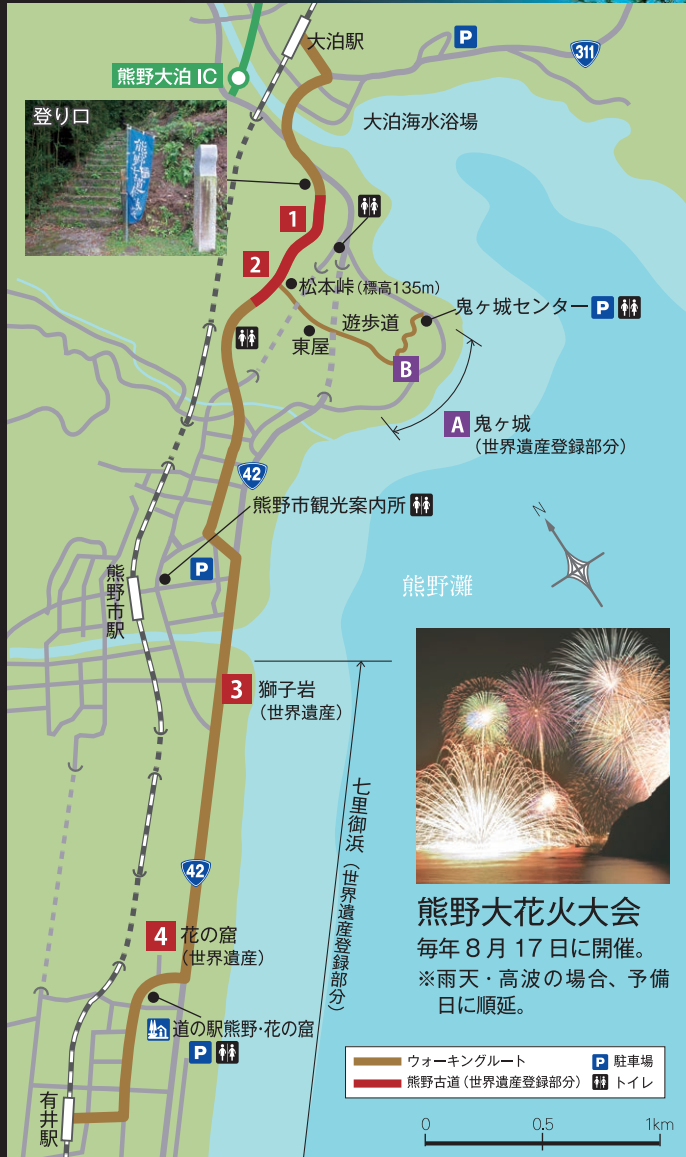 大泊駅
P
311
熊野大泊 IC
登り口
大泊海水浴場
1
2
松本峠(標高135m)
鬼ヶ城センター P
遊歩道
東屋
B
A 鬼ヶ城
(世界遺産登録部分)
42
熊野市観光案内所
P
熊野市駅
N
熊野灘
3 獅子岩
(世界遺産)
七里御浜(世界遺産登録部分)
42
熊野大花火大会
毎年8月17日に開催。
※雨天・高波の場合、予備
日に順延。
4 花の窟
(世界遺産)
道の駅熊野・花の窟
P
有井駅
ウォーキングルート
P 駐車場
熊野古道(世界遺産登録部分)
トイレ
0 0.5 1km